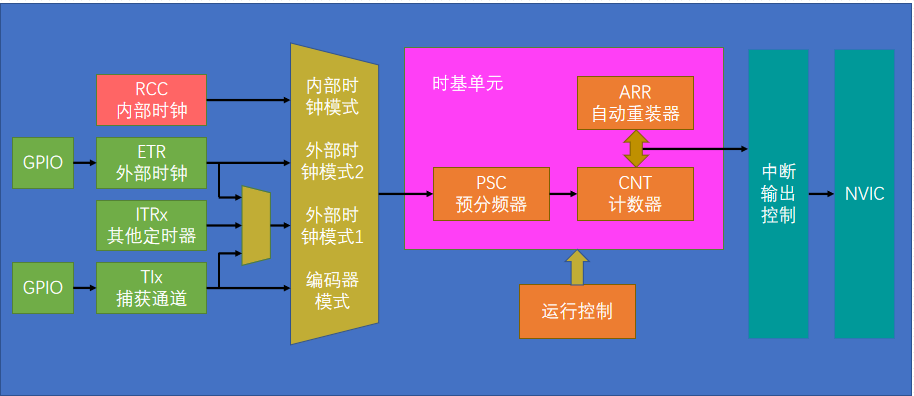 RCC
内部时钟
GPIO
ETR
外部时钟
ITRx
其他定时器
GPIO
TIx
捕获通道
内部时
钟模式
外部时
钟模式2
外部时
钟模式1
编码器
模式
时基单元
ARR
自动重装器
PSC
预分频器
CNT
计数器
运行控制
中断
输出
控制
NVIC